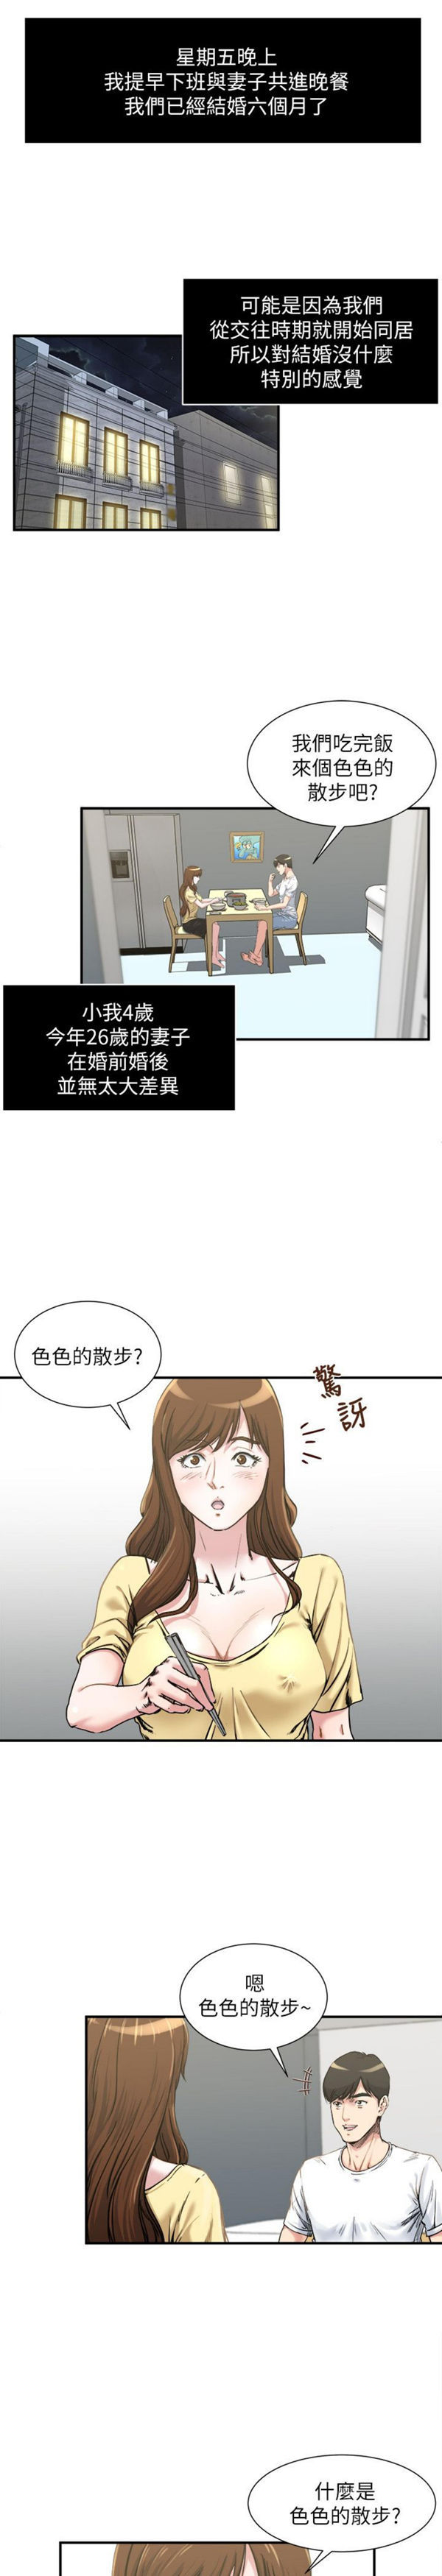 星期五晚上
我提早下班與妻子共進晚餐
我們已經結婚六個月了
可能是因為我們
從交往時期就開始同居
所以對結婚沒什麼
特別的感覺
我們吃完飯
來個色色的
散步吧?
小我4歲
今年26歲的妻子
在婚前婚後
並無太大差異
色色的散步?
驚訝
嗯
色色的散步~
什麼是
色色的散步?